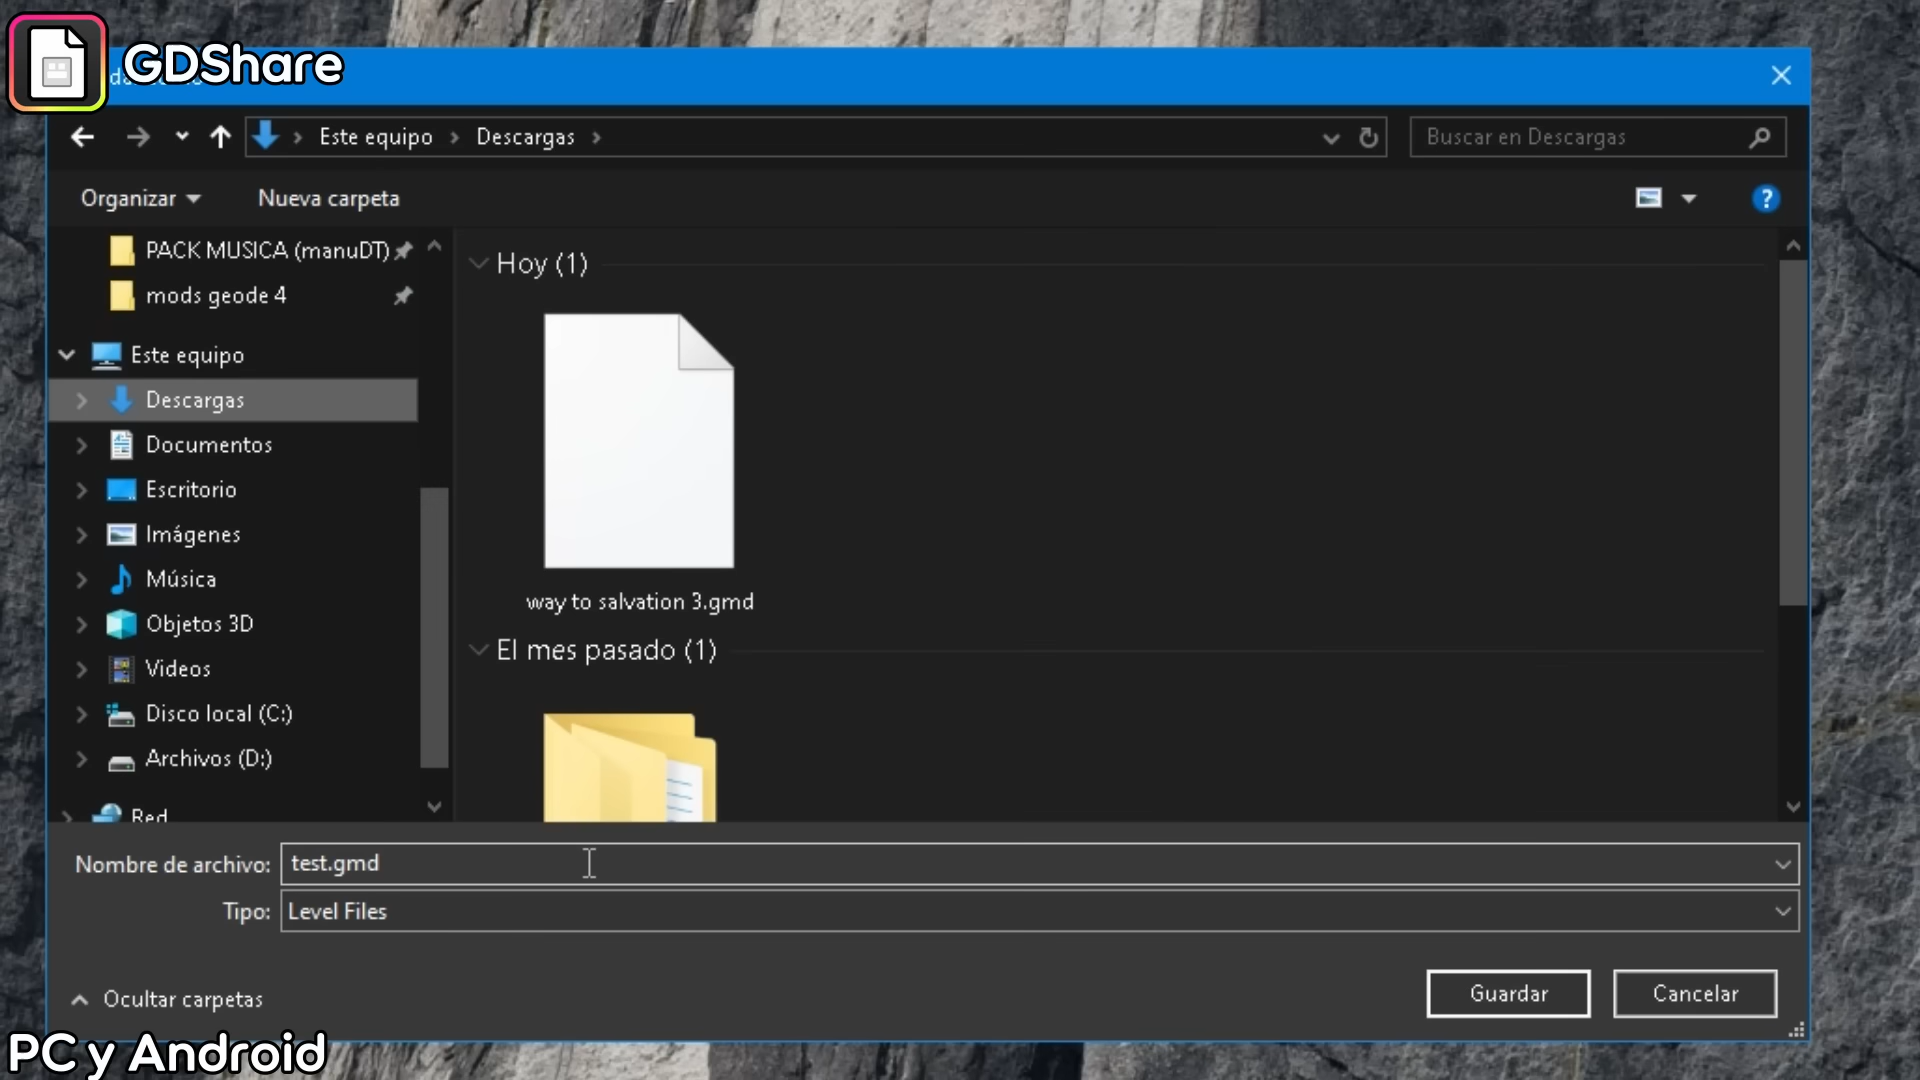 GDShare
Este equipo
Descargas
Buscar en Descargas
Organizar
Nueva carpeta
?
PACK MUSICA (manuDT)
mods geode 4
Este equipo
Descargas
Documentos
Escritorio
Imágenes
Música
Objetos 3D
Videos
Disco local (C:)
Archivos (D:)
Red
Hoy (1)
way to salvation 3.gmd
El mes pasado (1)
Nombre de archivo: test.gmd
Tipo: Level Files
Ocultar carpetas
Guardar
Cancelar
PC y Android